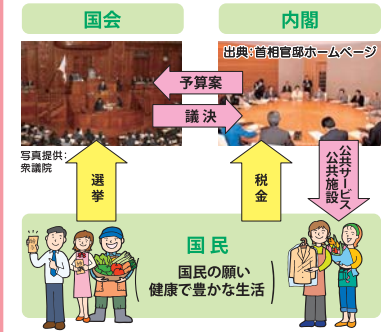 国会
内閣
出典：首相官邸ホームページ
予算案
議決
写真提供：
衆議院
選挙
税金
公共サービス
公共施設
国民
国民の願い
健康で豊かな生活